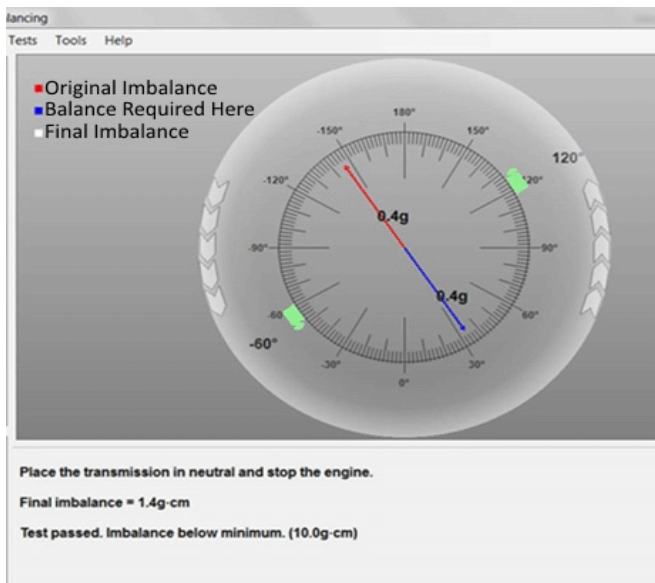 lancing
Tests Tools Help
Original Imbalance
Balance Required Here
Final Imbalance
180°
-150° 150°
120°
-120° 120°
0.4g
-90° 90°
0.4g
-60 60°
-60°
-30° 30°
0°
Place the transmission in neutral and stop the engine.
Final imbalance = 1.4g-cm
Test passed. Imbalance below minimum. (10.0g-cm)